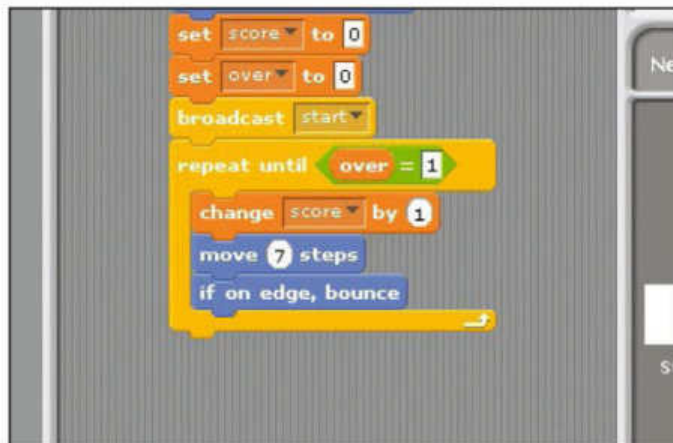 set score to 0
set over to 0
broadcast start
repeat until over = 1
change score by 1
move 7 steps
if on edge, bounce
Ne
s